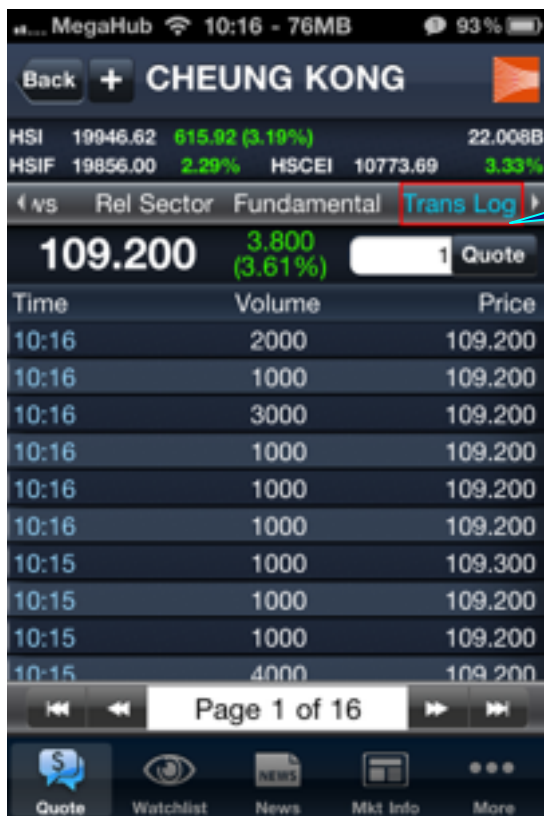 MegaHub 10:16 - 76MB 93%
Back + CHEUNG KONG
HSI 19946.62 615.92 (3.19%) 22.008B
HSIF 19856.00 2.29% HSCEI 10773.69 3.33%
ws Rel Sector Fundamental Trans Log
109.200 3.800 (3.61%) 1 Quote
Time Volume Price
10:16 2000 109.200
10:16 1000 109.200
10:16 3000 109.200
10:16 1000 109.200
10:16 1000 109.200
10:16 1000 109.200
10:15 1000 109.300
10:15 1000 109.200
10:15 1000 109.200
10:15 4000 109.200
Page 1 of 16
NEWS
Quote Watchlist News Mkt Info More